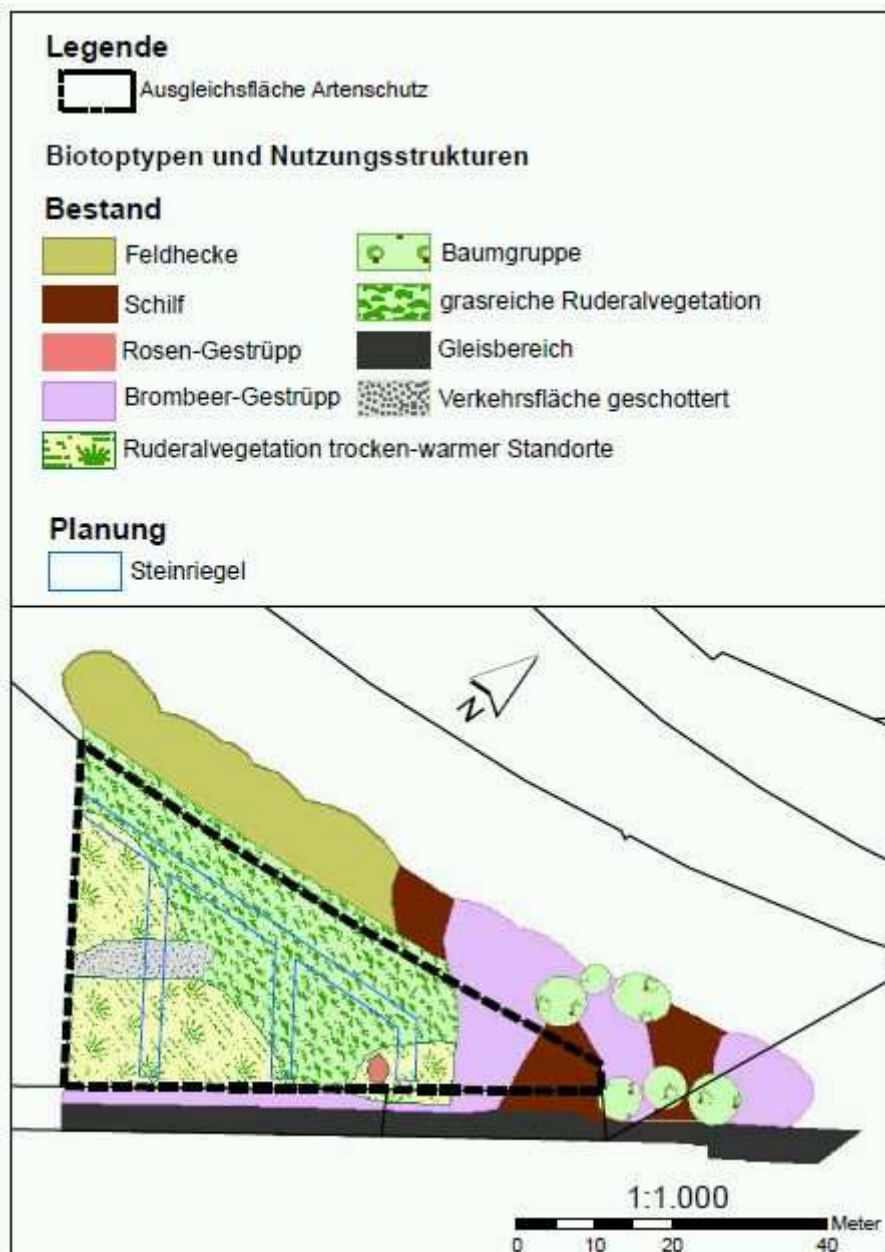 Legende
Ausgleichsfläche Artenschutz
Biotoptypen und Nutzungsstrukturen
Bestand
Feldhecke
Baumgruppe
Schilf
grasreiche Ruderalvegetation
Rosen-Gestrüpp
Gleisbereich
Brombeer-Gestrüpp
Verkehrsfläche geschottert
Ruderalvegetation trocken-warmer Standorte
Planung
Steinriegel
N
1:1.000
Meter
0 10 20 40